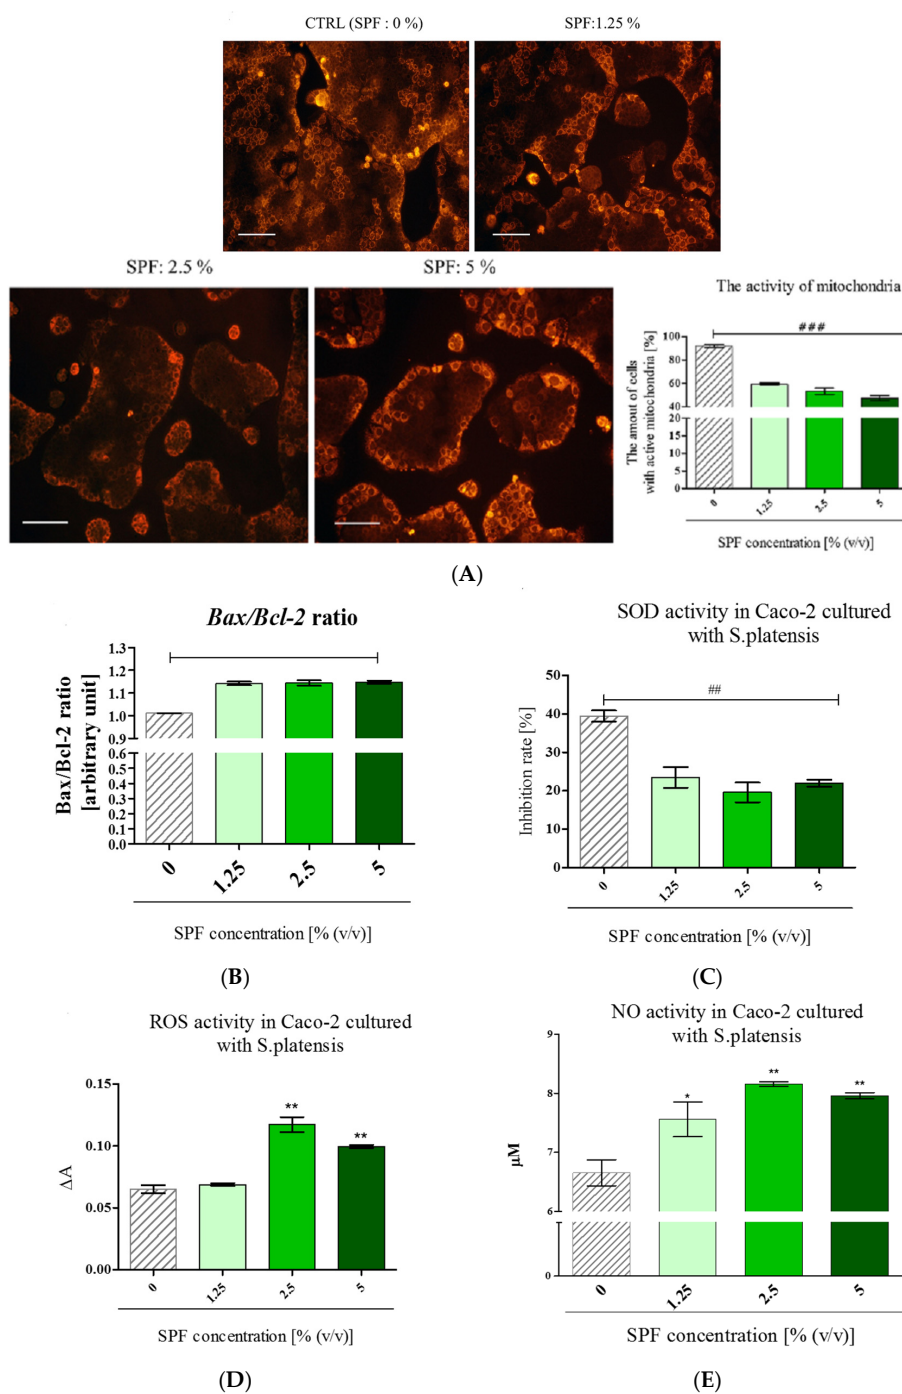 CTRL (SPF : 0 %)
SPF:1.25 %
SPF: 2.5 %
SPF: 5 %
The activity of mitochondria
###
The amout of cells
with active mitochondria [%]
100
80
60
40
20
15
10
5
0
0
1.25
2.5
5
SPF concentration [% (v/v)]
(A)
Bax/Bcl-2 ratio
Bax/Bcl-2 ratio
[arbitrary unit]
1.3
1.2
1.1
1.0
0.9
0.6
0.5
0.4
0.3
0.2
0.1
0.0
0
1.25
2.5
5
SPF concentration [% (v/v)]
(B)
SOD activity in Caco-2 cultured
with S.platensis
##
Inhibition rate [%]
50
40
30
20
10
0
0
1.25
2.5
5
SPF concentration [% (v/v)]
(C)
ROS activity in Caco-2 cultured
with S.platensis
ΔA
0.15
0.10
0.05
0.00
**
**
0
1.25
2.5
5
SPF concentration [% (v/v)]
(D)
NO activity in Caco-2 cultured
with S.platensis
µM
9
8
7
6
0
*
**
**
0
1.25
2.5
5
SPF concentration [% (v/v)]
(E)